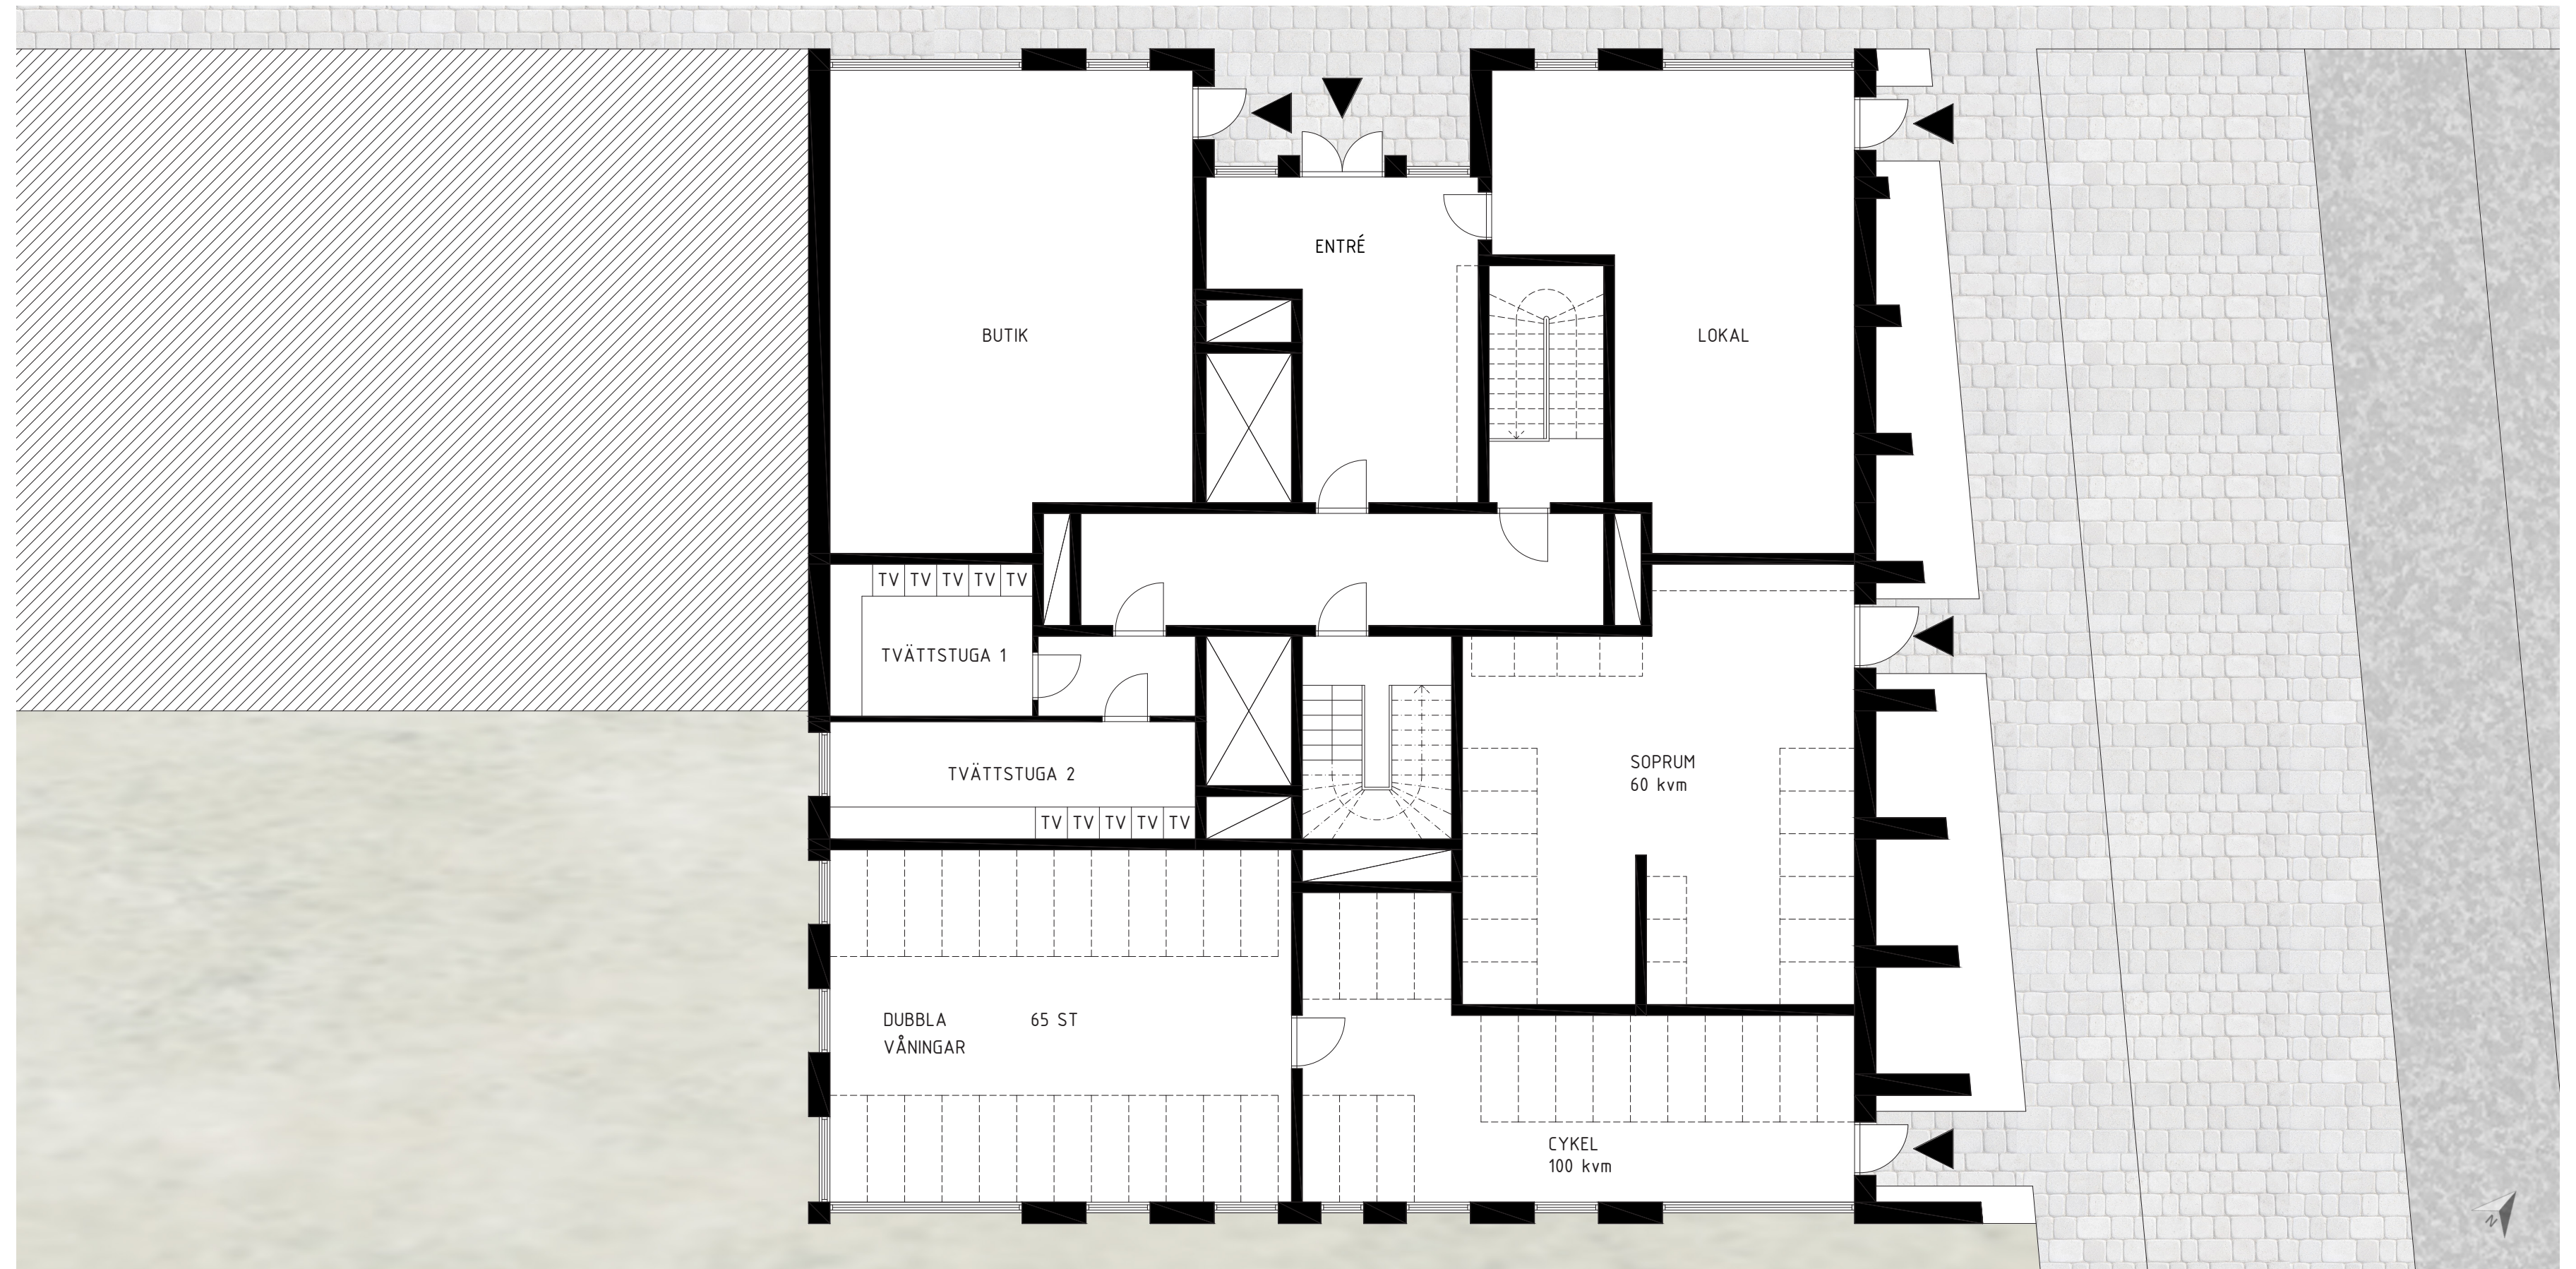 ENTRÉ
BUTIK
LOKAL
TV TV TV TV TV
TVÄTTSTUGA 1
TVÄTTSTUGA 2
TV TV TV TV TV
SOPRUM
60 kvm
DUBBLA
VÅNINGAR
65 ST
CYKEL
100 kvm
N